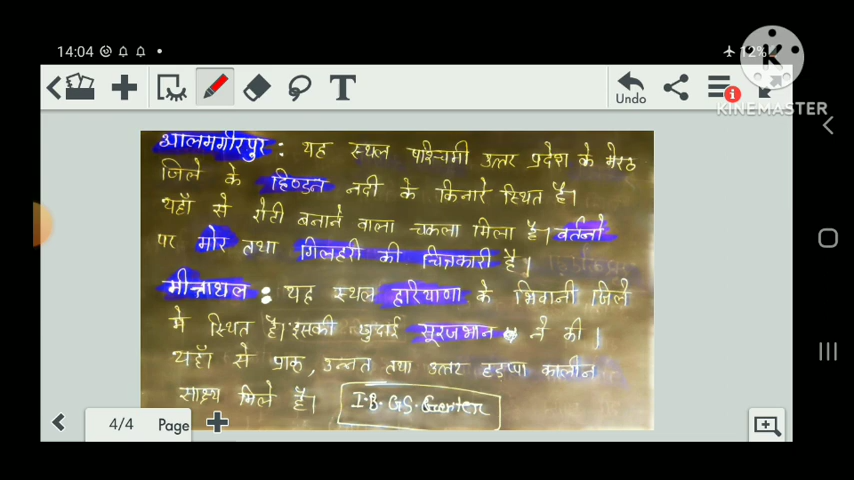 14:04
12%
KINEMASTER
Undo
आलमगीरपुर : यह स्थल पश्चिमी उत्तर प्रदेश के मेरठ
जिले के हिण्डन नदी के किनारे स्थित है।
यहाँ से रोटी बनाने वाला चकला मिला है। बर्तनो
पर मोर तथा गिलहरी की चित्रकारी है।
मीत्ताथल : यह स्थल हरियाणा के भिवानी जिले
मे स्थित है। इसकी खुदाई सूरजभान ने की।
यहाँ से प्राक, उन्नत तथा उत्तर हड़प्पा कालीन
साक्ष्य मिले हैं।
I.B.GS. Center
4/4 Page